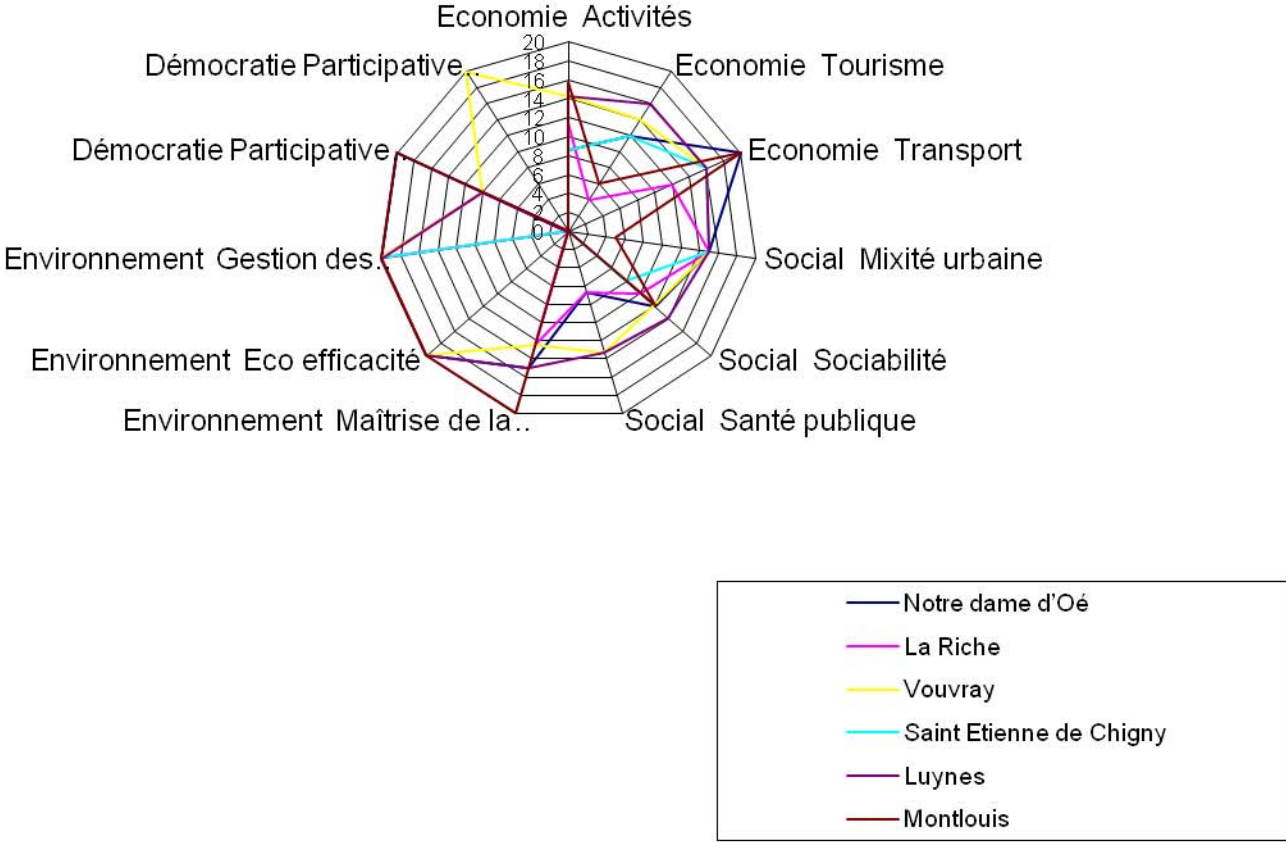 Economie Activités
Economie Tourisme
Economie Transport
Social Mixité urbaine
Social Sociabilité
Social Santé publique
Environnement Maîtrise de la..
Environnement Eco efficacité
Environnement Gestion des..
Démocratie Participative
Démocratie Participative..
20
18
16
14
12
10
8
6
4
2
0
Notre dame d'Oé
La Riche
Vouvray
Saint Etienne de Chigny
Luynes
Montlouis